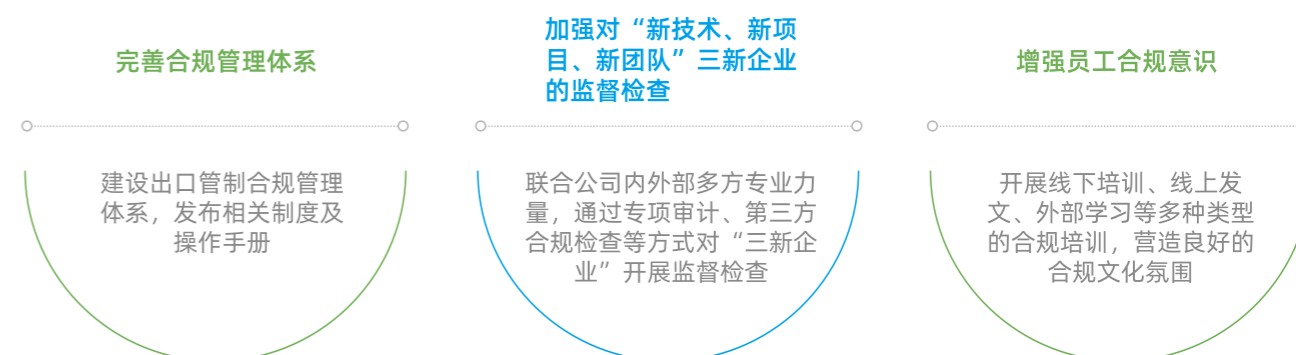 完善合规管理体系
加强对“新技术、新项
目、新团队”三新企业
的监督检查
增强员工合规意识
建设出口管制合规管理
体系，发布相关制度及
操作手册
联合公司内外部多方专业力
量，通过专项审计、第三方
合规检查等方式对“三新企
业”开展监督检查
开展线下培训、线上发
文、外部学习等多种类型
的合规培训，营造良好的
合规文化氛围